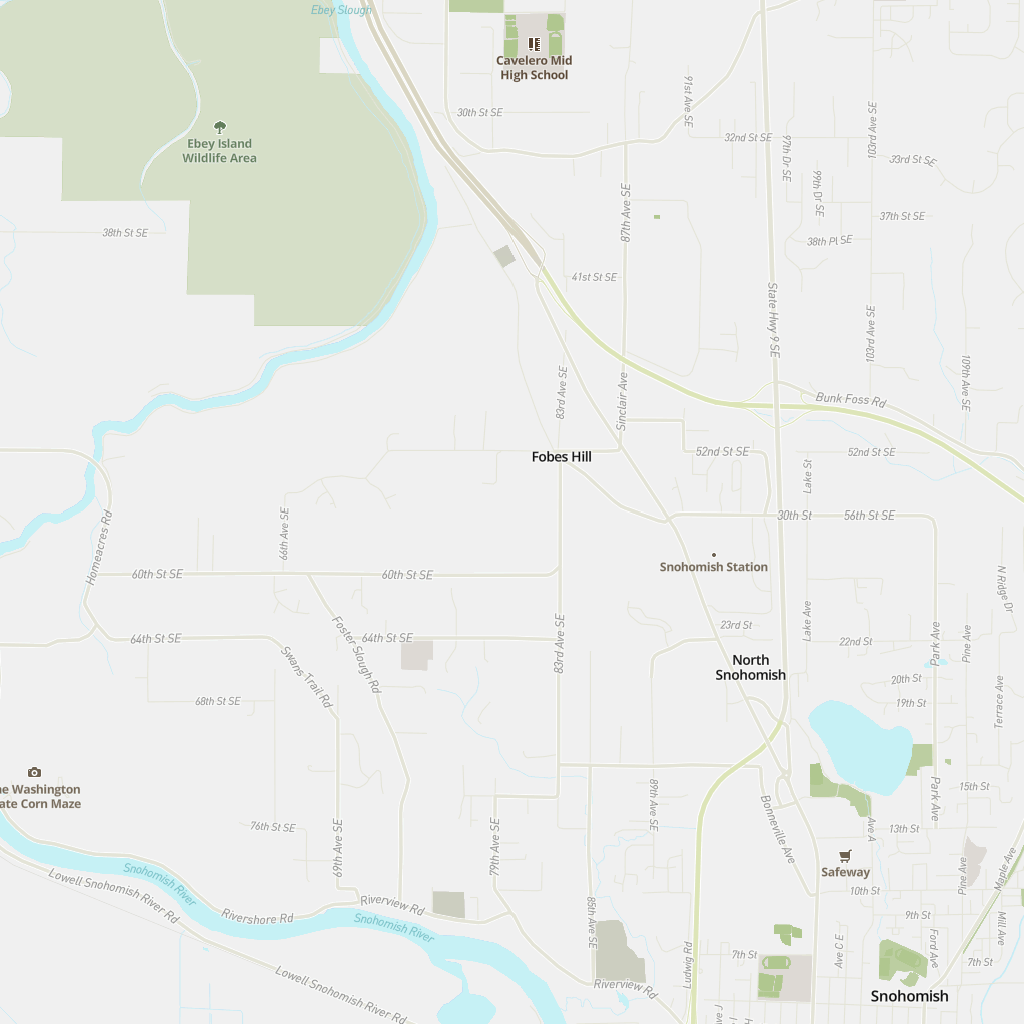 Ebey Slough
Cavelero Mid
High School
30th St SE
91st Ave SE
32nd St SE
97th Dr SE
103rd Ave SE
33rd St SE
Ebey Island
Wildlife Area
99th Dr SE
87th Ave SE
37th St SE
38th St SE
38th Pl SE
41st St SE
State Hwy 9 SE
103rd Ave SE
109th Ave SE
83rd Ave SE
Sinclair Ave
Bunk Foss Rd
Fobes Hill
52nd St SE
52nd St SE
Lake St
66th Ave SE
Homeacres Rd
30th St
56th St SE
Snohomish Station
60th St SE
60th St SE
N Ridge Dr
64th St SE
Foster Slough Rd
64th St SE
83rd Ave SE
23rd St
Lake Ave
22nd St
Park Ave
Pine Ave
North
Snohomish
Swans Trail Rd
68th St SE
20th St
19th St
Terrace Ave
ne Washington
ate Corn Maze
15th St
89th Ave SE
Bonneville Ave
Park Ave
76th St SE
69th Ave SE
79th Ave SE
Ave A
13th St
Safeway
10th St
Pine Ave
Maple Ave
Snohomish River
Lowell Snohomish River Rd
Rivershore Rd
Riverview Rd
Snohomish River
85th Ave SE
9th St
Ford Ave
Mill Ave
Ave C E
7th St
7th St
Ludwig Rd
Lowell Snohomish River Rd
Riverview Rd
Snohomish